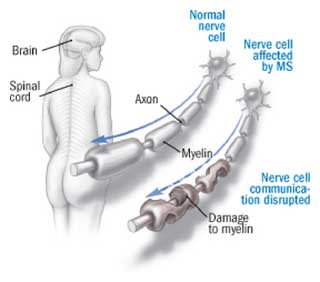 Normal
nerve
cell
Nerve cell
affected
by MS
Brain
Spinal
cord
Axon
Myelin
Nerve cell
communica-
tion disrupted
Damage
to myelin